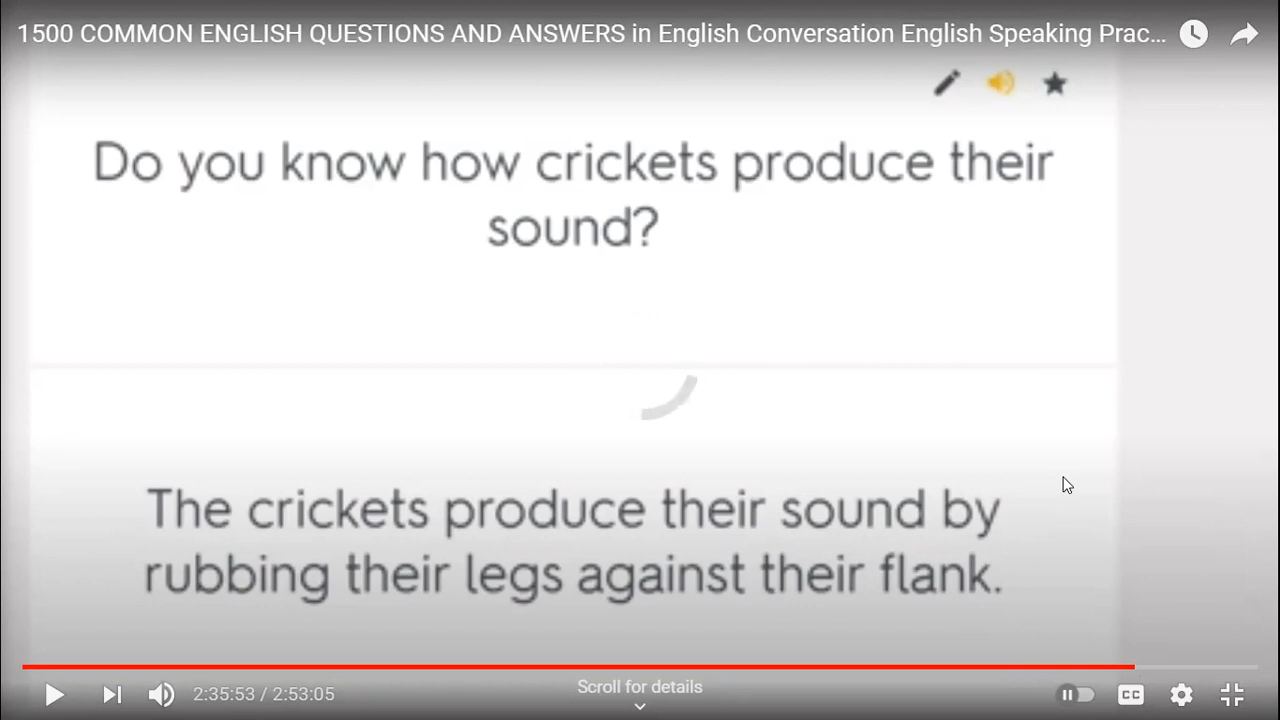 1500 COMMON ENGLISH QUESTIONS AND ANSWERS in English Conversation English Speaking Prac...
Do you know how crickets produce their
sound?
The crickets produce their sound by
rubbing their legs against their flank.
Scroll for details
2:35:53 / 2:53:05
CC